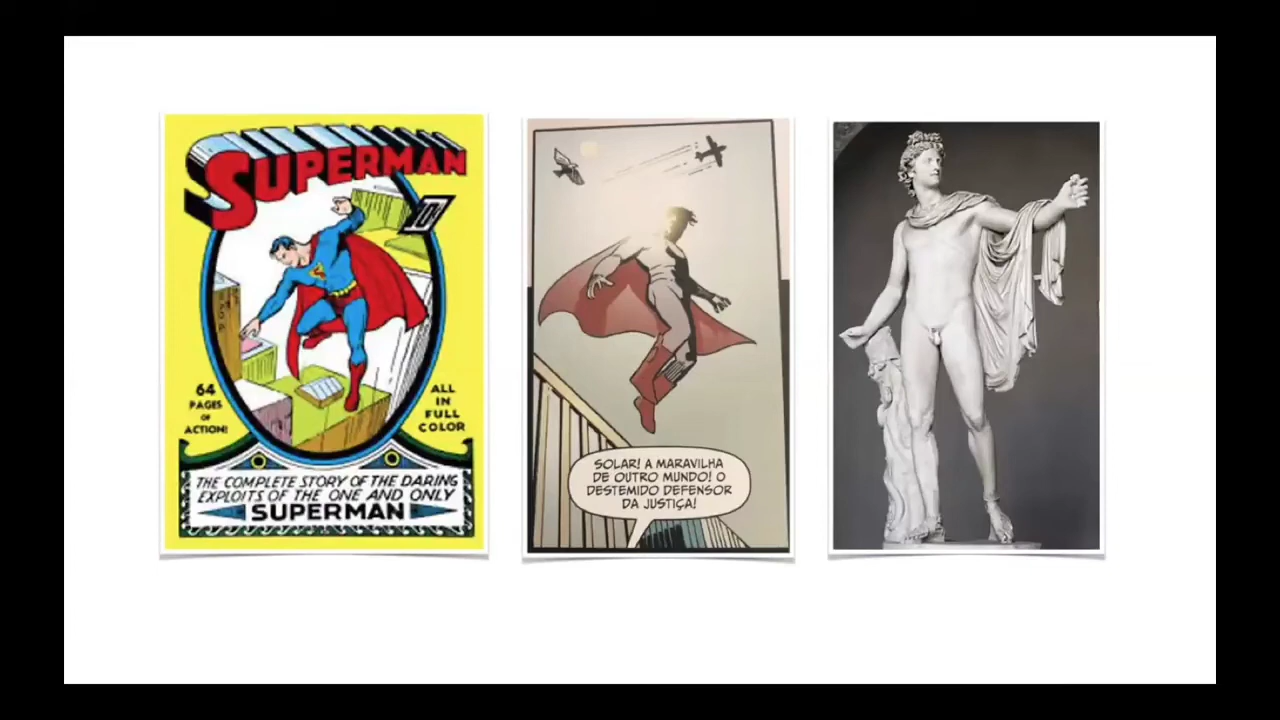 SUPERMAN
64
PAGES
OF
ACTION!
ALL
IN
FULL
COLOR
THE COMPLETE STORY OF THE DARING
EXPLOITS OF THE ONE AND ONLY
SUPERMAN
SOLAR! A MARAVILHA
DE OUTRO MUNDO! O
DESTEMIDO DEFENSOR
DA JUSTIÇA!